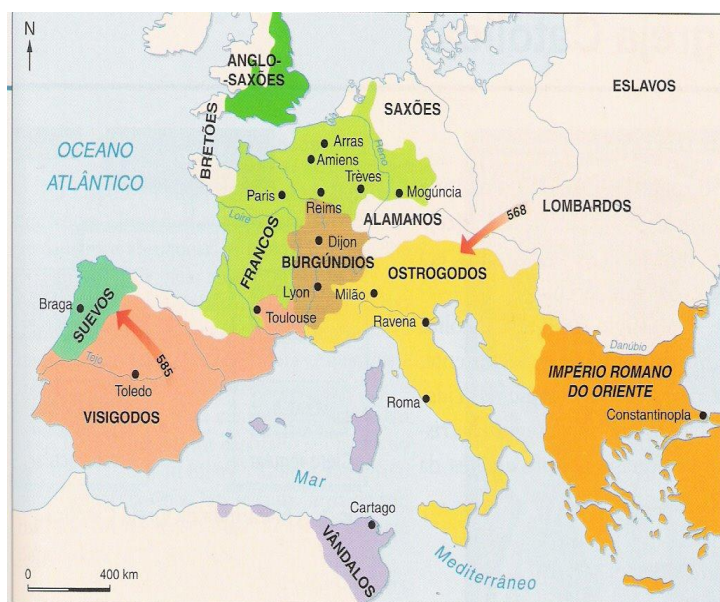 N
ANGLO-
-SAXÕES
ESLAVOS
SAXÕES
BRETÕES
OCEANO
ATLÂNTICO
Arras
Amiens
Reno
Trèves
Paris
Reims
Mogúncia
Loire
ALAMANOS
LOMBARDOS
568
FRANCOS
Dijon
BURGÚNDIOS
OSTROGODOS
Lyon
Milão
Braga
SUEVOS
Toulouse
Ravena
Danúbio
Tejo
585
Toledo
IMPÉRIO ROMANO
DO ORIENTE
VISIGODOS
Roma
Constantinopla
Mar
Cartago
VÂNDALOS
Mediterrâneo
0 400 km